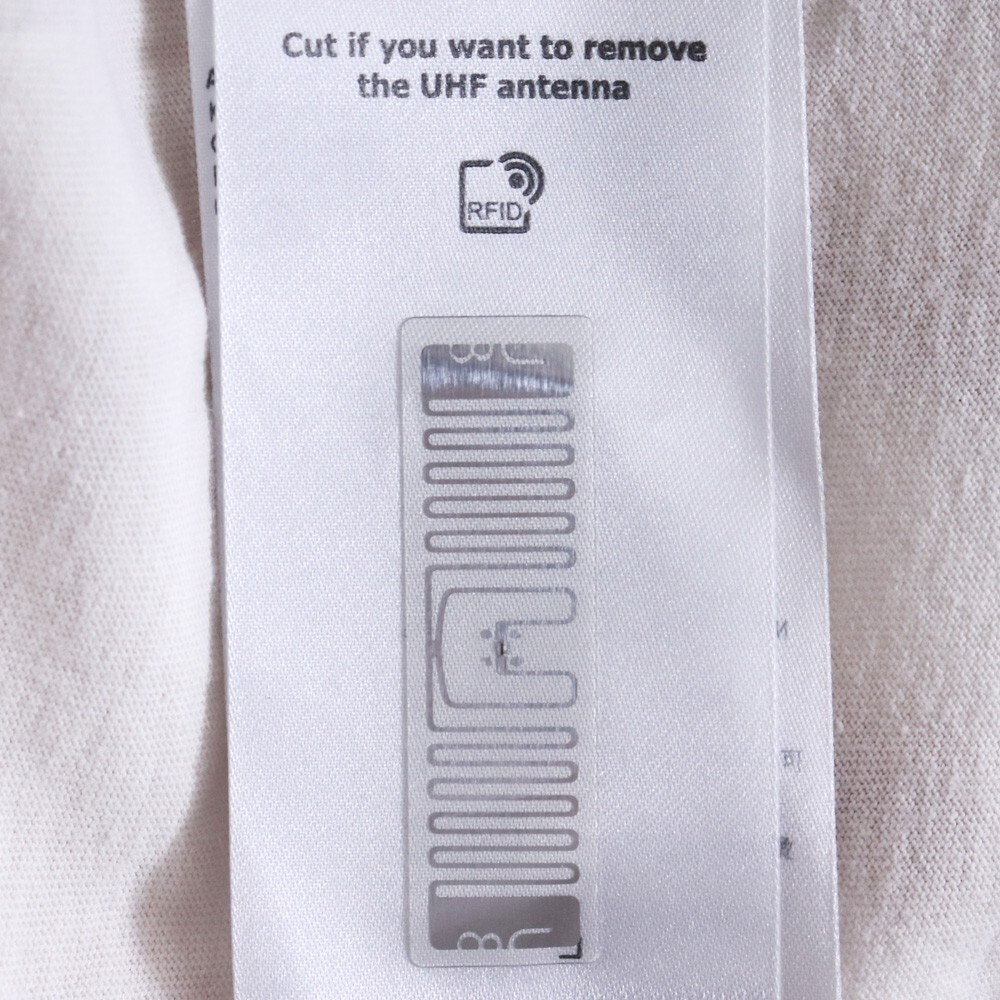 Cut if you want to remove
the UHF antenna
RFID